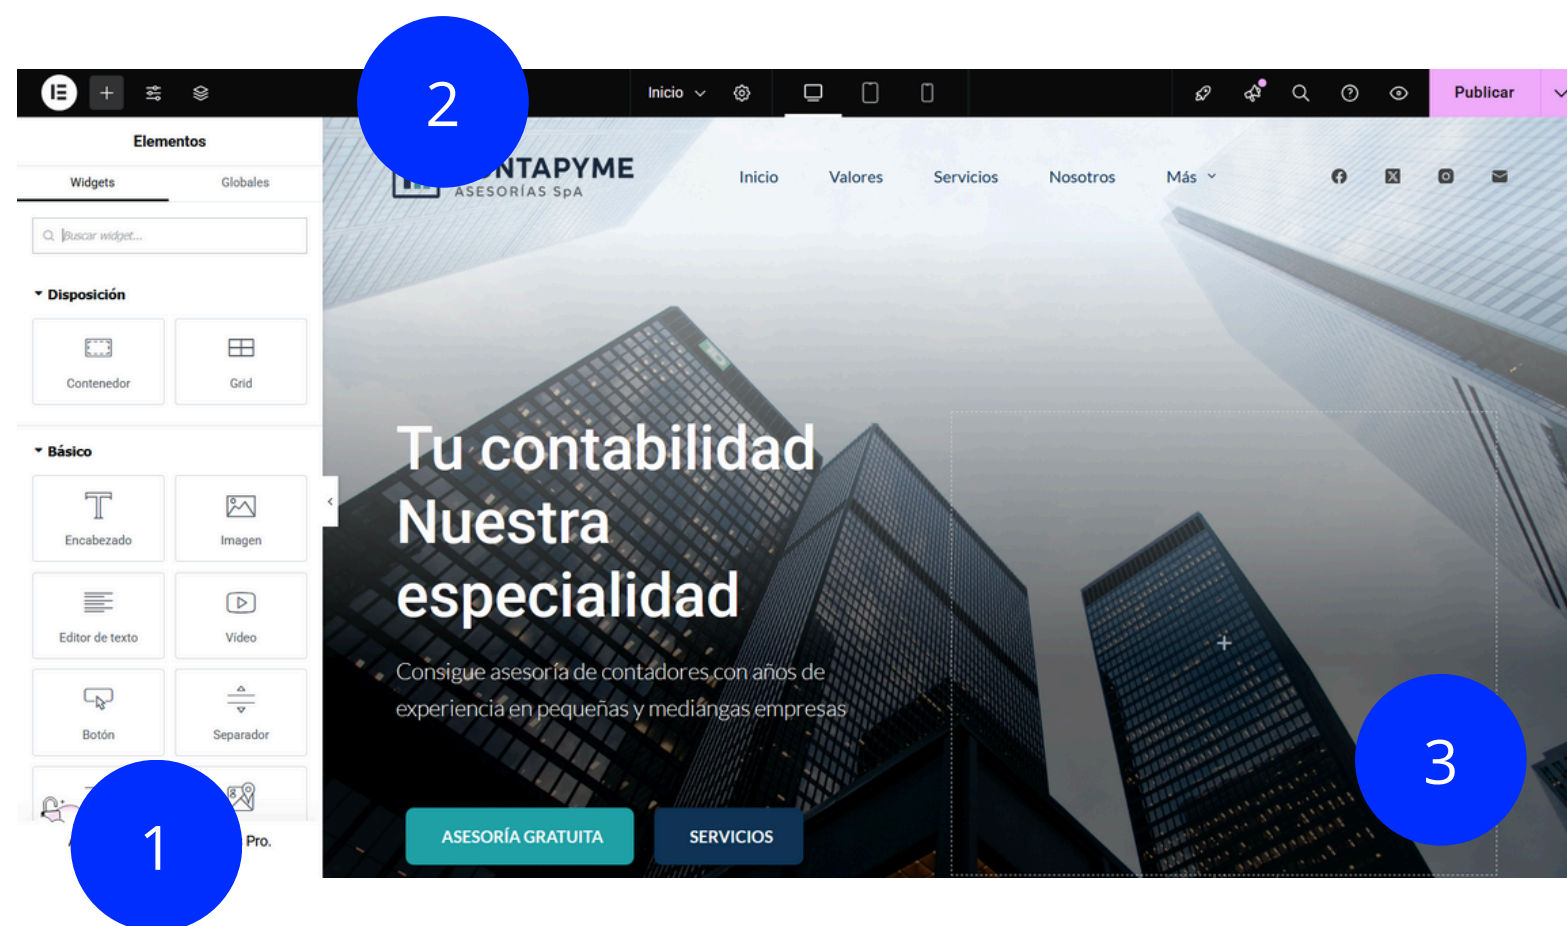 2
Inicio
Publicar
Elementos
Widgets
Globales
Buscar widget...
Disposición
Contenedor
Grid
Básico
Encabezado
Imagen
Editor de texto
Vídeo
Botón
Separador
Pro.
1
NTAPYME
ASESORÍAS SpA
Inicio
Valores
Servicios
Nosotros
Más
Tu contabilidad
Nuestra
especialidad
Consigue asesoría de contadores con años de
experiencia en pequeñas y mediangas empresas
ASESORÍA GRATUITA
SERVICIOS
3